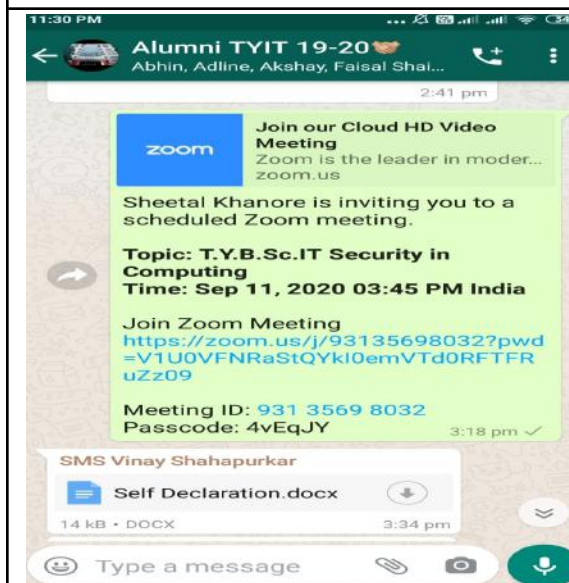 11:30 PM
34
Alumni TYIT 19-20
Abhin, Adline, Akshay, Faisal Shai...
2:41 pm
zoom
Join our Cloud HD Video
Meeting
Zoom is the leader in moder...
zoom.us
Sheetal Khanore is inviting you to a
scheduled Zoom meeting.
Topic: T.Y.B.Sc.IT Security in
Computing
Time: Sep 11, 2020 03:45 PM India
Join Zoom Meeting
https://zoom.us/j/93135698032?pwd
=V1U0VFNRaStQYkI0emVTd0RFTFR
uZz09
Meeting ID: 931 3569 8032
Passcode: 4vEqJY
3:18 pm
SMS Vinay Shahapurkar
Self Declaration.docx
14 kB • DOCX
3:34 pm
Type a message